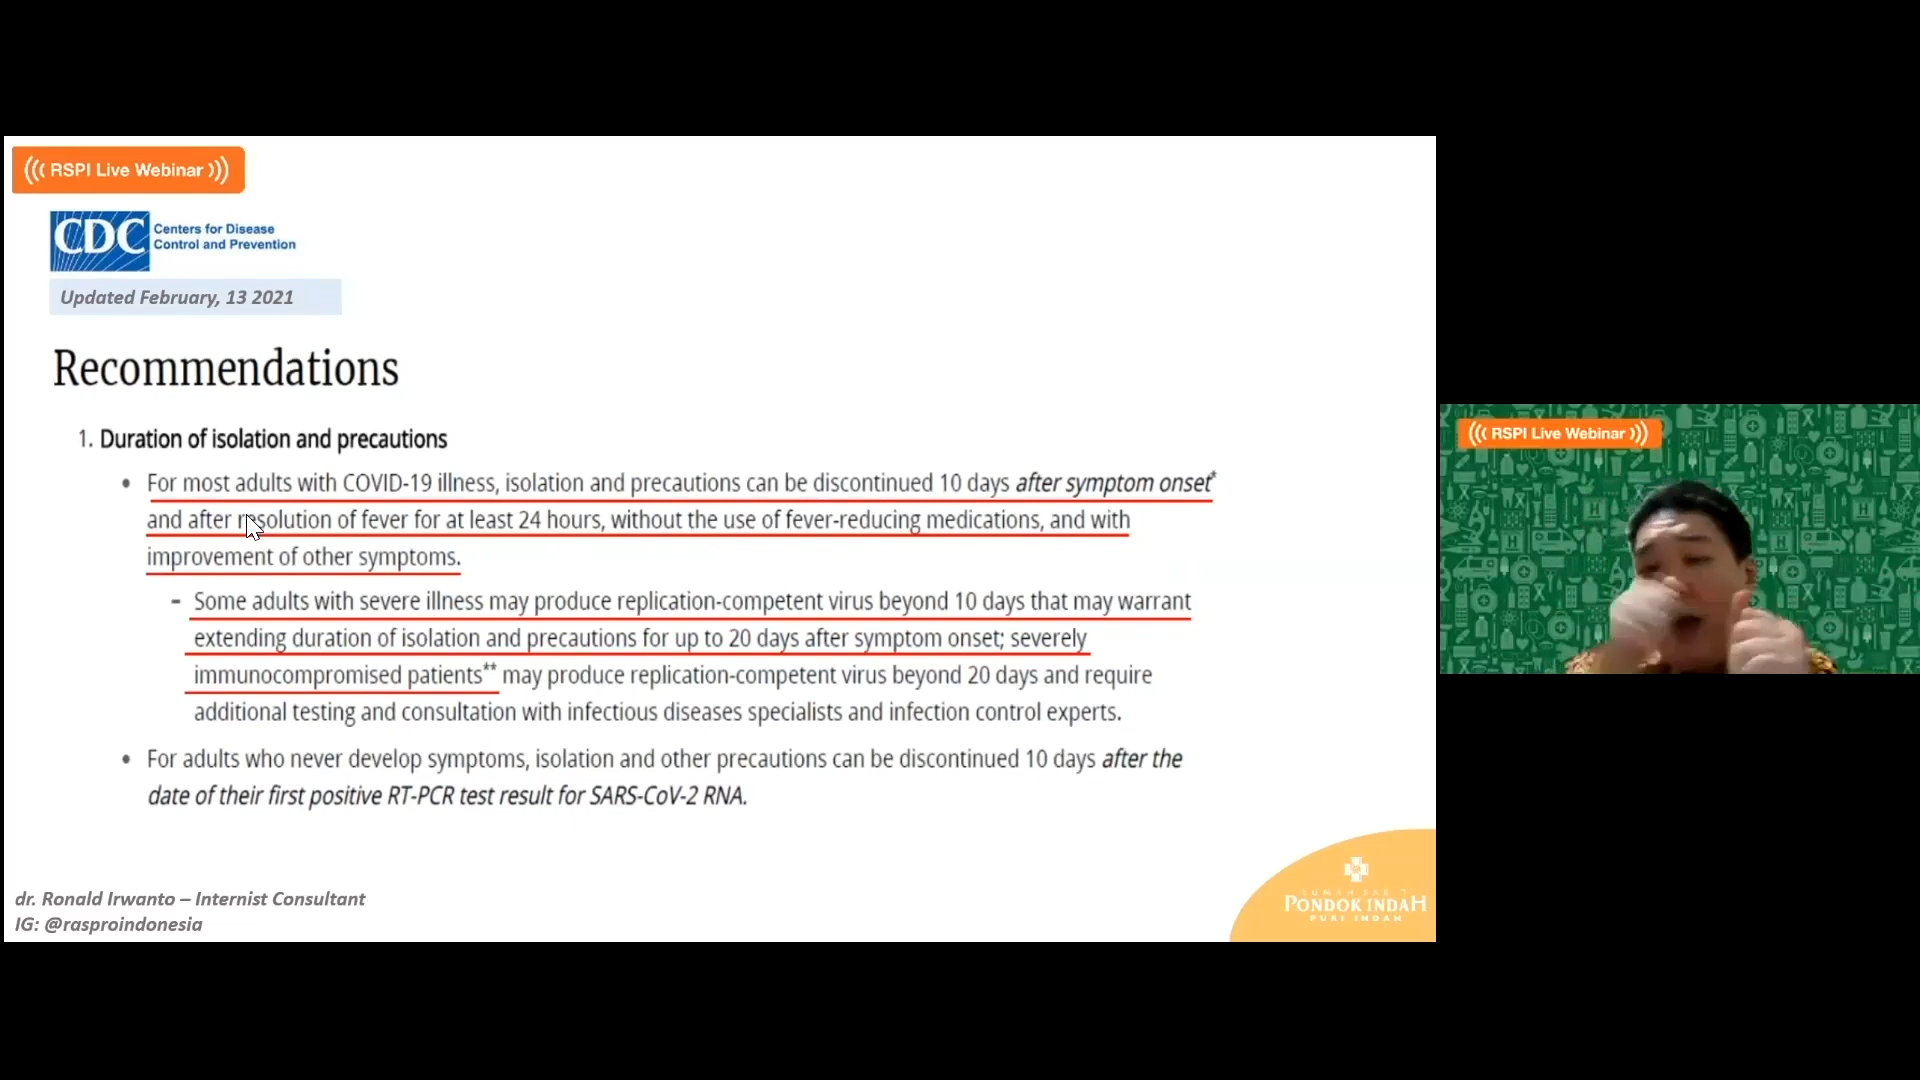 ((( RSPI Live Webinar )))
CDC
Centers for Disease
Control and Prevention
Updated February, 13 2021
Recommendations
1. Duration of isolation and precautions
• For most adults with COVID-19 illness, isolation and precautions can be discontinued 10 days after symptom onset*
and after resolution of fever for at least 24 hours, without the use of fever-reducing medications, and with
improvement of other symptoms.
– Some adults with severe illness may produce replication-competent virus beyond 10 days that may warrant
extending duration of isolation and precautions for up to 20 days after symptom onset; severely
immunocompromised patients** may produce replication-competent virus beyond 20 days and require
additional testing and consultation with infectious diseases specialists and infection control experts.
• For adults who never develop symptoms, isolation and other precautions can be discontinued 10 days after the
date of their first positive RT-PCR test result for SARS-CoV-2 RNA.
dr. Ronald Irwanto – Internist Consultant
IG: @rasproindonesia
PONDOK INDAH
PURI INDAH
((( RSPI Live Webinar )))